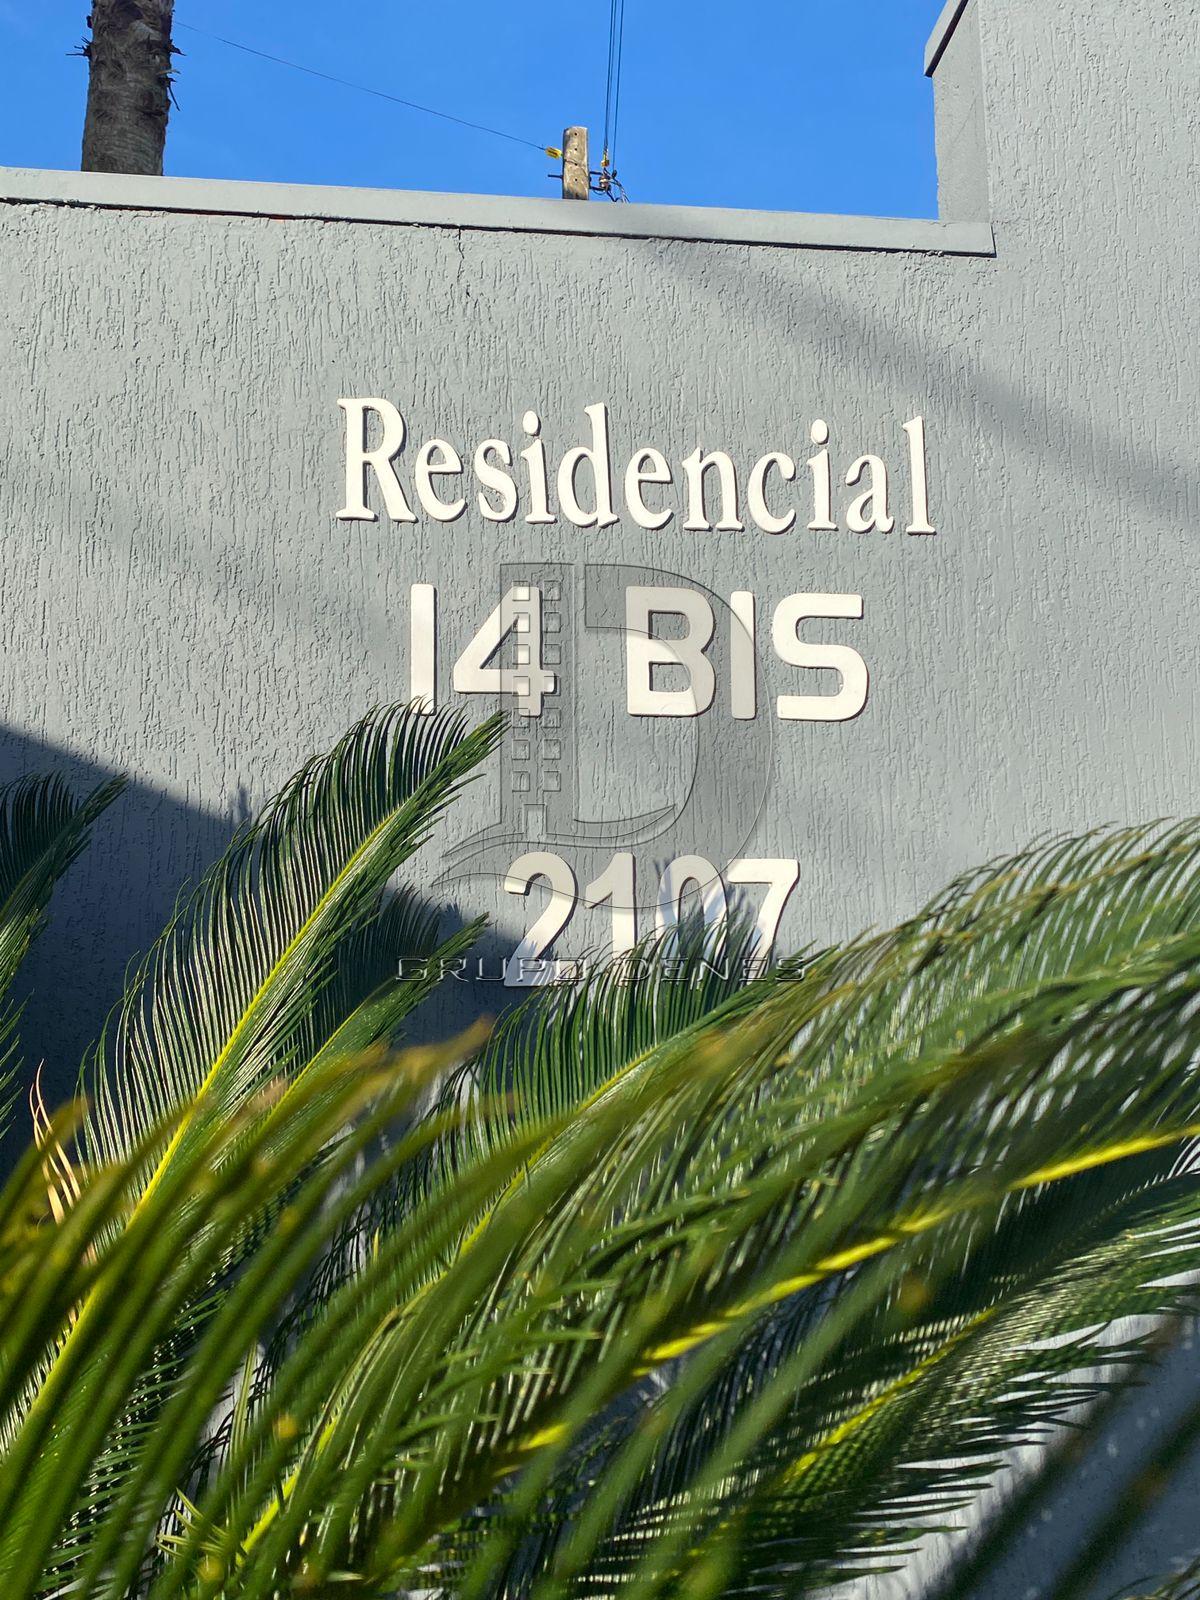 Residencial
14 BIS
2107
GRUPO DENES